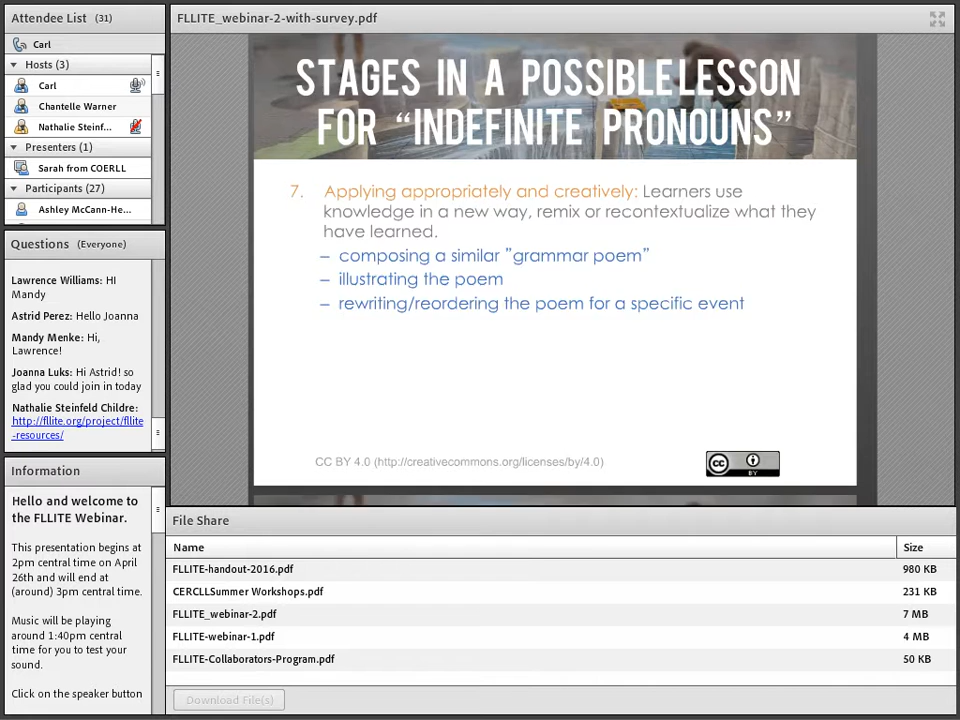 Attendee List (31)
Carl
Hosts (3)
Carl
Chantelle Warner
Nathalie Steinf...
Presenters (1)
Sarah from COERLL
Participants (27)
Ashley McCann-He...
Questions (Everyone)
Lawrence Williams: HI
Mandy
Astrid Perez: Hello Joanna
Mandy Menke: Hi,
Lawrence!
Joanna Luks: Hi Astrid! so
glad you could join in today
Nathalie Steinfeld Childre:
http://fllite.org/project/fllite
-resources/
Information
Hello and welcome to
the FLLITE Webinar.
This presentation begins at
2pm central time on April
26th and will end at
(around) 3pm central time.
Music will be playing
around 1:40pm central
time for you to test your
sound.
Click on the speaker button
FLLITE_webinar-2-with-survey.pdf
STAGES IN A POSSIBLE LESSON
FOR “INDEFINITE PRONOUNS”
7. Applying appropriately and creatively: Learners use
knowledge in a new way, remix or recontextualize what they
have learned.
– composing a similar ”grammar poem”
– illustrating the poem
– rewriting/reordering the poem for a specific event
CC BY 4.0 (http://creativecommons.org/licenses/by/4.0)
cc BY
File Share
Name Size
FLLITE-handout-2016.pdf 980 KB
CERCLLSummer Workshops.pdf 231 KB
FLLITE_webinar-2.pdf 7 MB
FLLITE-webinar-1.pdf 4 MB
FLLITE-Collaborators-Program.pdf 50 KB
Download File(s)